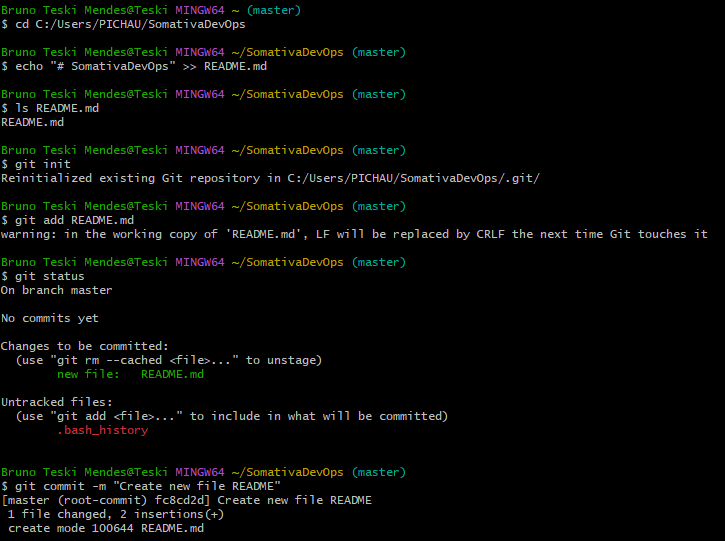 Bruno Teski Mendes@Teski MINGW64 ~ (master)
$ cd C:/Users/PICHAU/SomativaDevOps
Bruno Teski Mendes@Teski MINGW64 ~/SomativaDevOps (master)
$ echo "# SomativaDevOps" >> README.md
Bruno Teski Mendes@Teski MINGW64 ~/SomativaDevOps (master)
$ ls README.md
README.md
Bruno Teski Mendes@Teski MINGW64 ~/SomativaDevOps (master)
$ git init
Reinitialized existing Git repository in C:/Users/PICHAU/SomativaDevOps/.git/
Bruno Teski Mendes@Teski MINGW64 ~/SomativaDevOps (master)
$ git add README.md
warning: in the working copy of 'README.md', LF will be replaced by CRLF the next time Git touches it
Bruno Teski Mendes@Teski MINGW64 ~/SomativaDevOps (master)
$ git status
On branch master
No commits yet
Changes to be committed:
  (use "git rm --cached <file>..." to unstage)
        new file:   README.md
Untracked files:
  (use "git add <file>..." to include in what will be committed)
        .bash_history
Bruno Teski Mendes@Teski MINGW64 ~/SomativaDevOps (master)
$ git commit -m "Create new file README"
[master (root-commit) fc8cd2d] Create new file README
 1 file changed, 2 insertions(+)
 create mode 100644 README.md